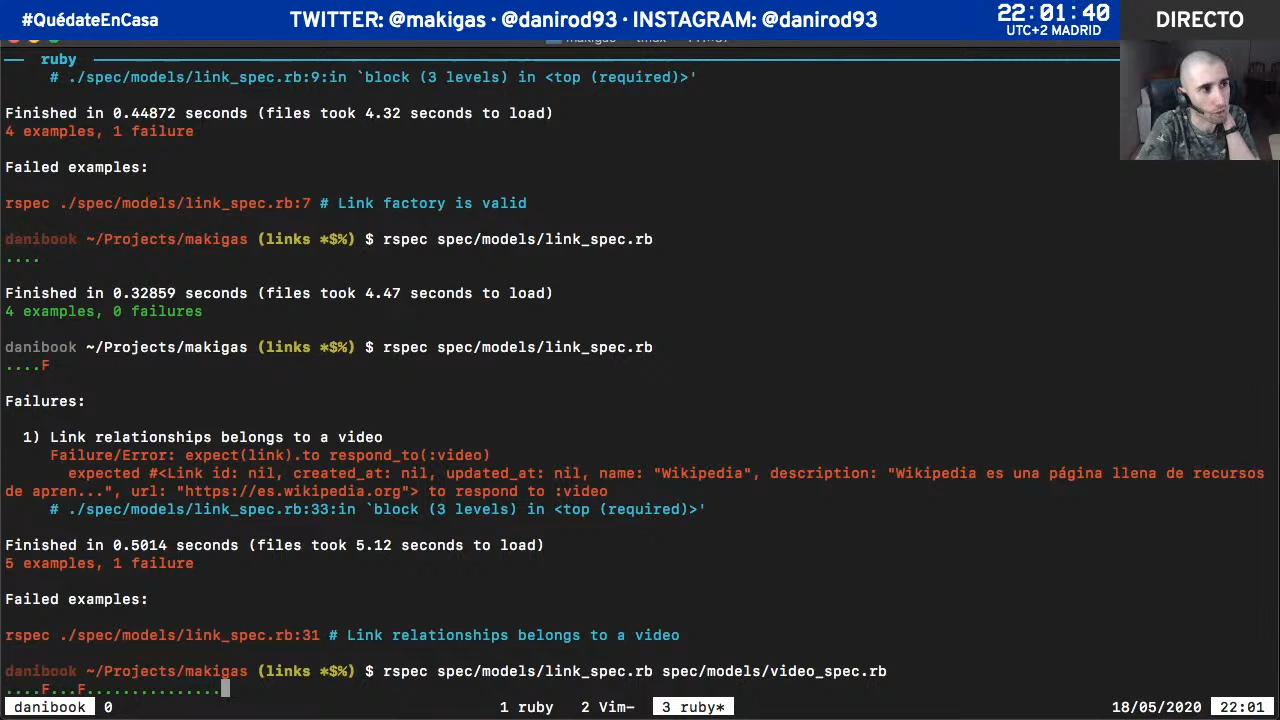 #QuédateEnCasa
TWITTER: @makigas · @danirod93 · INSTAGRAM: @danirod93
22:01:40
UTC+2 MADRID
DIRECTO
ruby
# ./spec/models/link_spec.rb:9:in `block (3 levels) in <top (required)>'
Finished in 0.44872 seconds (files took 4.32 seconds to load)
4 examples, 1 failure
Failed examples:
rspec ./spec/models/link_spec.rb:7 # Link factory is valid
danibook ~/Projects/makigas (links *$%) $ rspec spec/models/link_spec.rb
....
Finished in 0.32859 seconds (files took 4.47 seconds to load)
4 examples, 0 failures
danibook ~/Projects/makigas (links *$%) $ rspec spec/models/link_spec.rb
....F
Failures:
1) Link relationships belongs to a video
Failure/Error: expect(link).to respond_to(:video)
expected #<Link id: nil, created_at: nil, updated_at: nil, name: "Wikipedia", description: "Wikipedia es una página llena de recursos
de apren...", url: "https://es.wikipedia.org"> to respond to :video
# ./spec/models/link_spec.rb:33:in `block (3 levels) in <top (required)>'
Finished in 0.5014 seconds (files took 5.12 seconds to load)
5 examples, 1 failure
Failed examples:
rspec ./spec/models/link_spec.rb:31 # Link relationships belongs to a video
danibook ~/Projects/makigas (links *$%) $ rspec spec/models/link_spec.rb spec/models/video_spec.rb
....F...F...............
danibook 0 1 ruby 2 Vim- 3 ruby* 18/05/2020 22:01